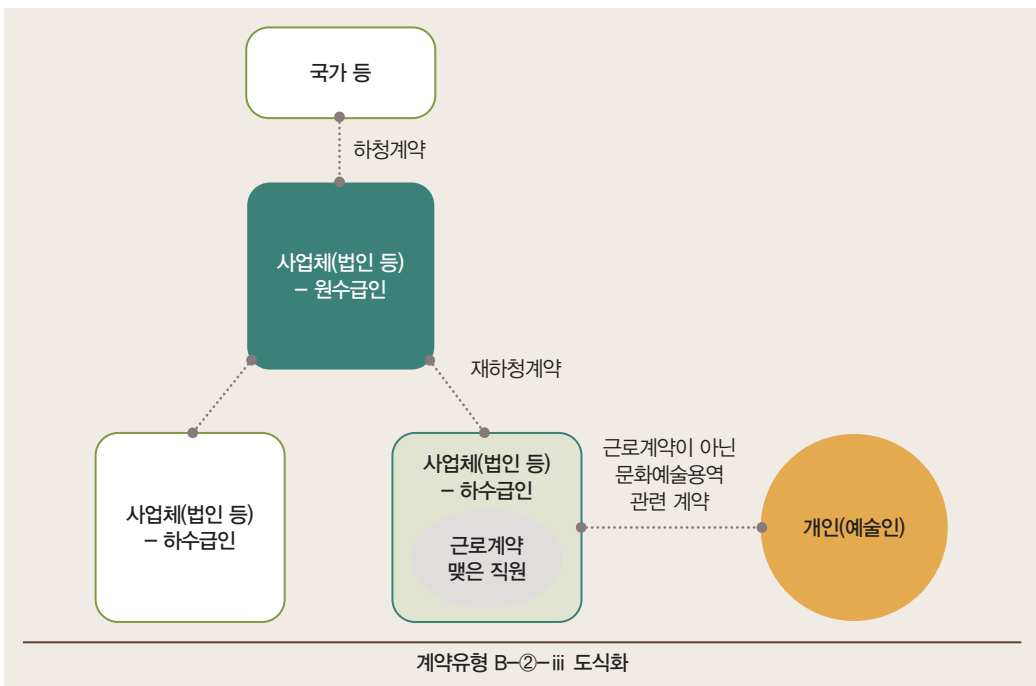 국가 등
하청계약
사업체(법인 등)
– 원수급인
재하청계약
사업체(법인 등)
– 하수급인
사업체(법인 등)
– 하수급인
근로계약
맺은 직원
근로계약이 아닌
문화예술용역
관련 계약
개인(예술인)
계약유형 B–②–ⅲ 도식화